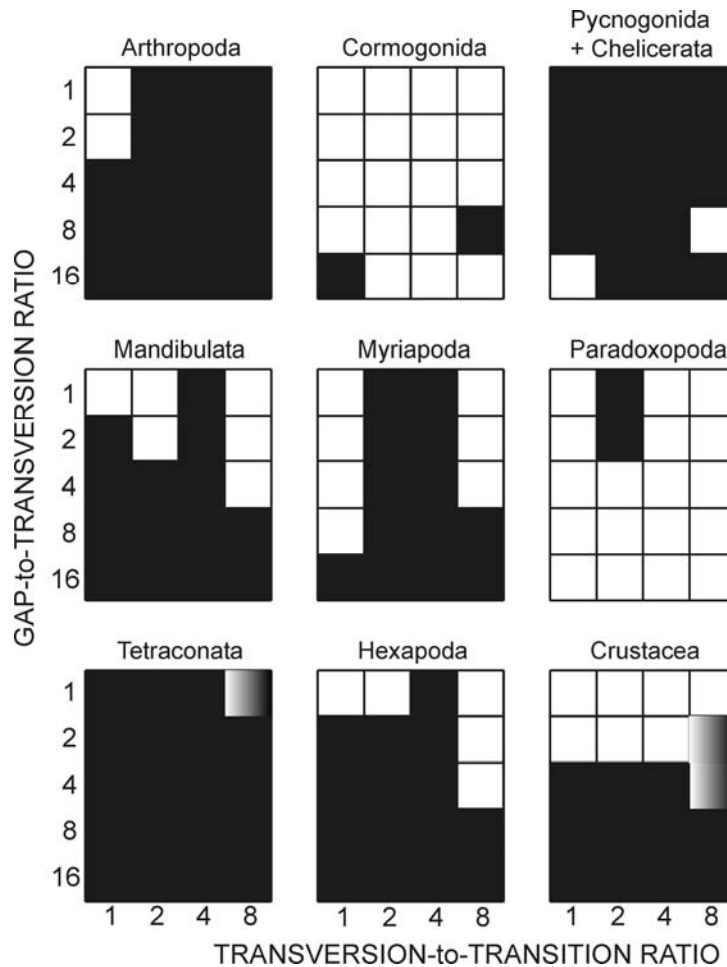 Arthropoda
Cormogonida
Pycnogonida
+ Chelicerata
1
2
4
8
16
Mandibulata
Myriapoda
Paradoxopoda
1
2
4
8
16
Tetraconata
Hexapoda
Crustacea
1
2
4
8
16
1 2 4 8
1 2 4 8
1 2 4 8
GAP-to-TRANSVERSION RATIO
TRANSVERSION-to-TRANSITION RATIO